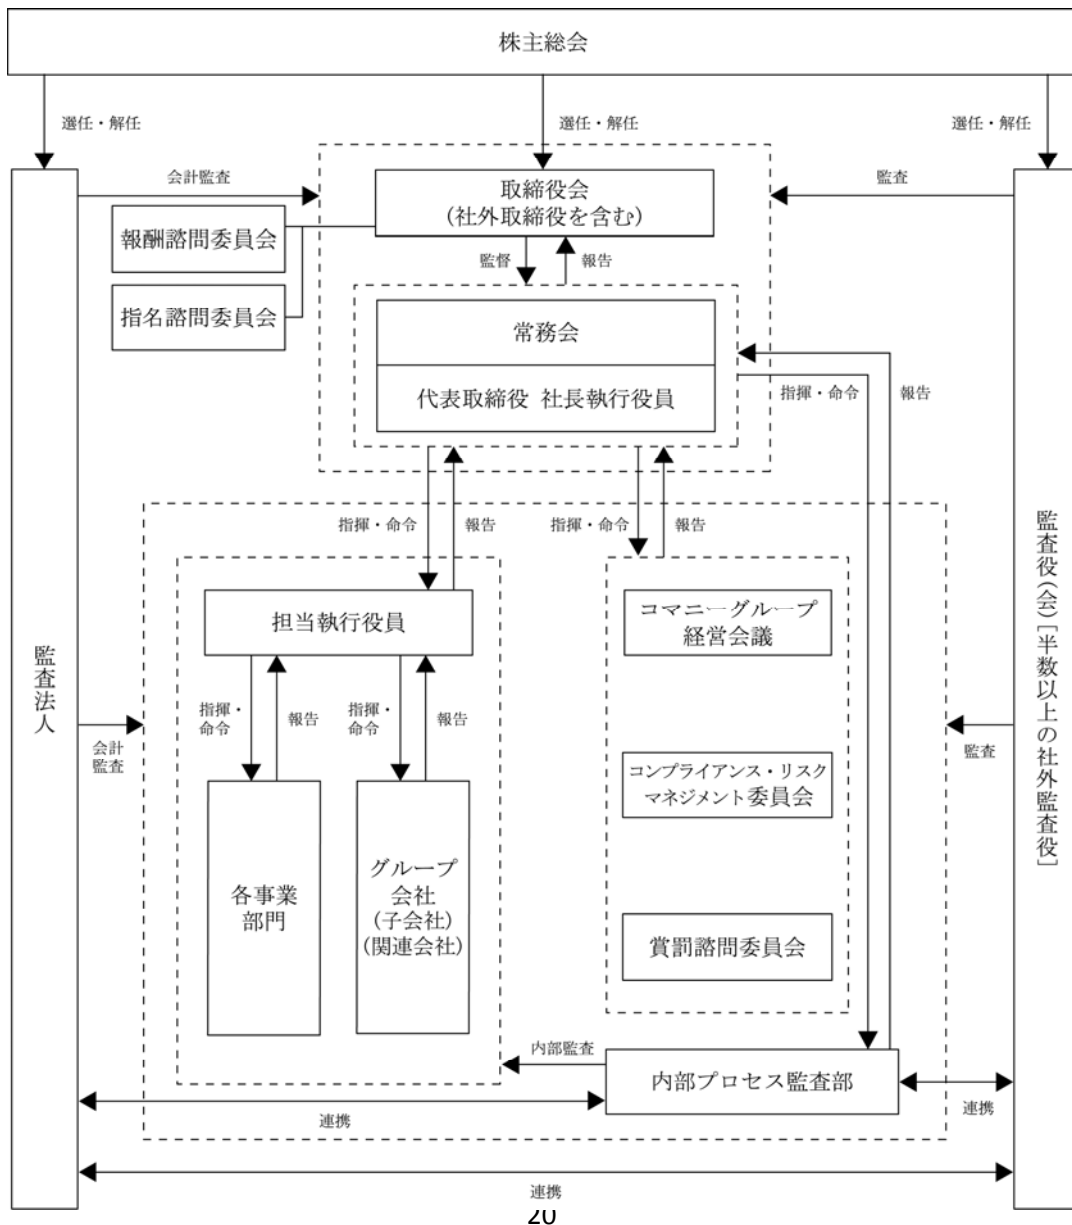 株主総会
選任・解任
選任・解任
選任・解任
会計監査
取締役会
(社外取締役を含む)
監査
報酬諮問委員会
監督
報告
指名諮問委員会
常務会
代表取締役 社長執行役員
指揮・命令
報告
指揮・命令
報告
指揮・命令
報告
担当執行役員
コマニーグループ
経営会議
監査法人
監査役(会)[半数以上の社外監査役]
指揮・
命令
報告
指揮・
命令
報告
会計
監査
監査
コンプライアンス・リスク
マネジメント委員会
各事業
部門
グループ
会社
(子会社)
(関連会社)
賞罰諮問委員会
内部監査
内部プロセス監査部
連携
連携
連携
20